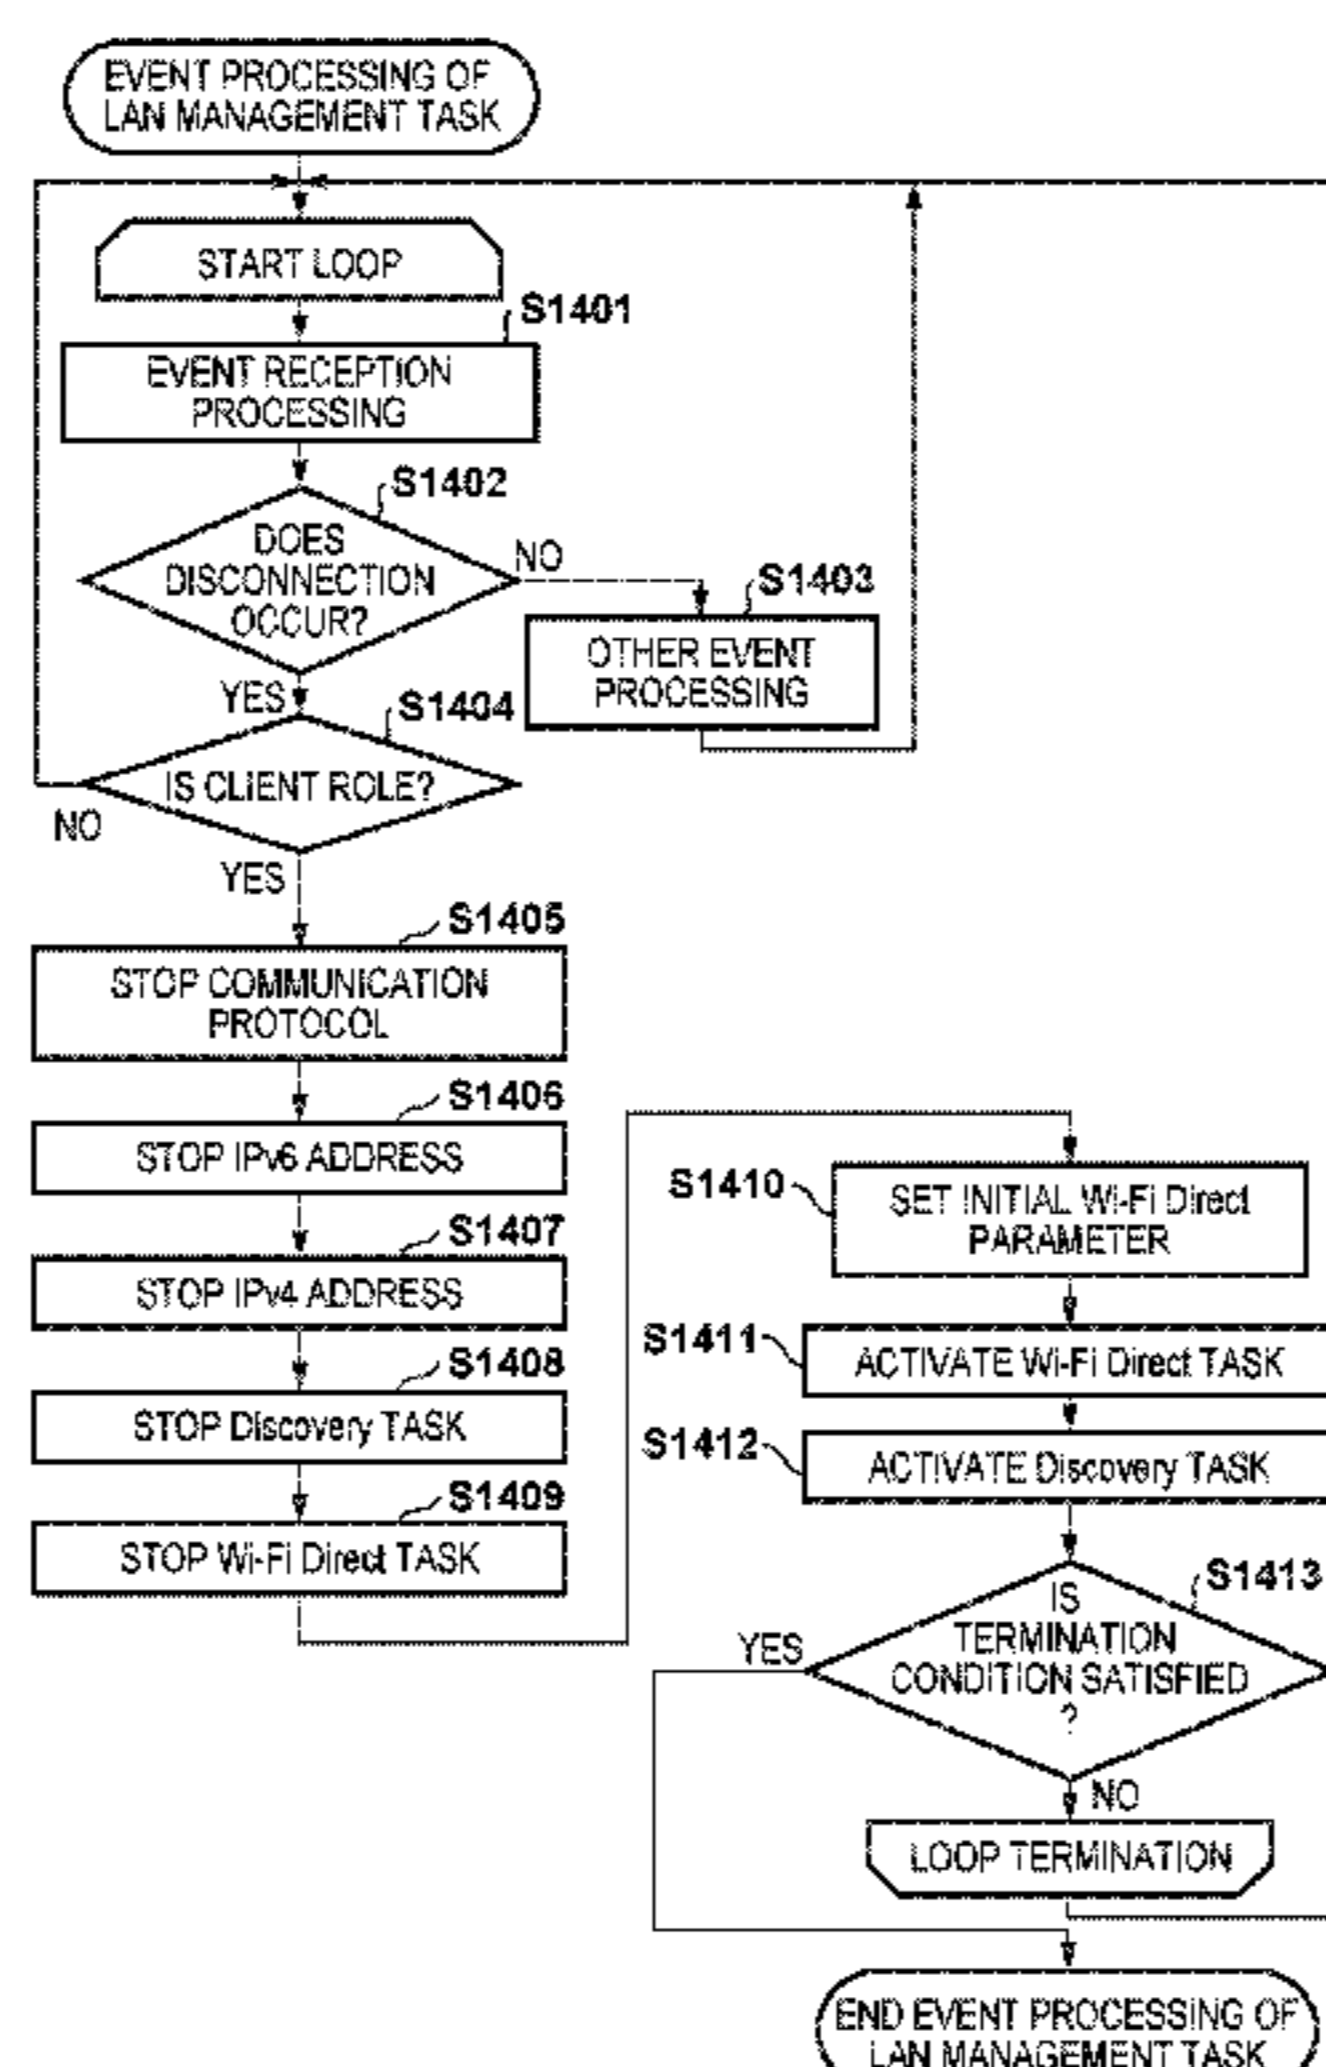 EVENT PROCESSING OF
LAN MANAGEMENT TASK
START LOOP
S1401
EVENT RECEPTION
PROCESSING
S1402
DOES
DISCONNECTION
OCCUR?
NO
S1403
OTHER EVENT
PROCESSING
YES
S1404
IS CLIENT ROLE?
NO
YES
S1405
STOP COMMUNICATION
PROTOCOL
S1406
STOP IPv6 ADDRESS
S1407
STOP IPv4 ADDRESS
S1408
STOP Discovery TASK
S1409
STOP Wi-Fi Direct TASK
S1410
SET INITIAL Wi-Fi Direct
PARAMETER
S1411
ACTIVATE Wi-Fi Direct TASK
S1412
ACTIVATE Discovery TASK
S1413
IS
TERMINATION
CONDITION SATISFIED
?
YES
NO
LOOP TERMINATION
END EVENT PROCESSING OF
LAN MANAGEMENT TASK